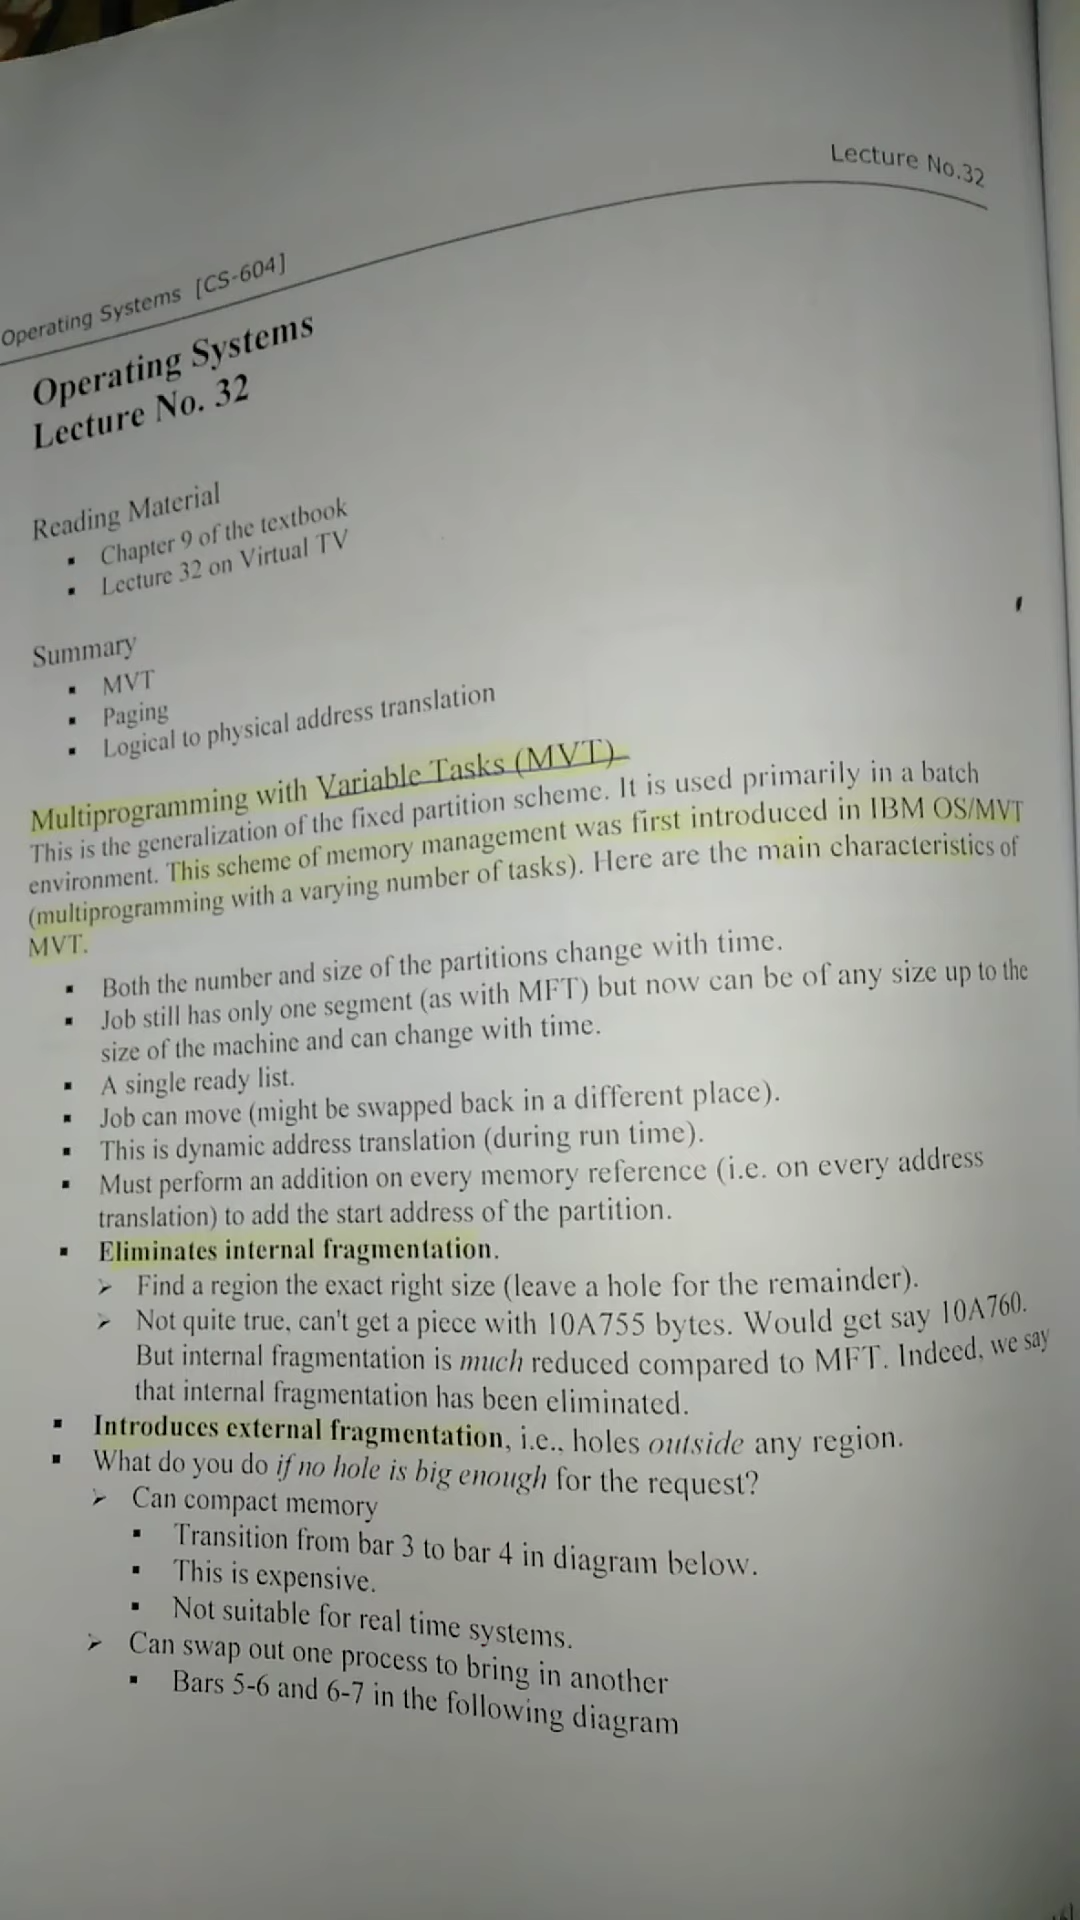 Lecture No.32
Operating Systems [CS-604]
Operating Systems
Lecture No. 32
Reading Material
▪ Chapter 9 of the textbook
▪ Lecture 32 on Virtual TV
Summary
▪ MVT
▪ Paging
▪ Logical to physical address translation
Multiprogramming with Variable Tasks (MVT)
This is the generalization of the fixed partition scheme. It is used primarily in a batch
environment. This scheme of memory management was first introduced in IBM OS/MVT
(multiprogramming with a varying number of tasks). Here are the main characteristics of
MVT.
▪ Both the number and size of the partitions change with time.
▪ Job still has only one segment (as with MFT) but now can be of any size up to the
size of the machine and can change with time.
▪ A single ready list.
▪ Job can move (might be swapped back in a different place).
▪ This is dynamic address translation (during run time).
▪ Must perform an addition on every memory reference (i.e. on every address
translation) to add the start address of the partition.
▪ Eliminates internal fragmentation.
➢ Find a region the exact right size (leave a hole for the remainder).
➢ Not quite true, can't get a piece with 10A755 bytes. Would get say 10A760.
But internal fragmentation is much reduced compared to MFT. Indeed, we say
that internal fragmentation has been eliminated.
▪ Introduces external fragmentation, i.e., holes outside any region.
▪ What do you do if no hole is big enough for the request?
➢ Can compact memory
▪ Transition from bar 3 to bar 4 in diagram below.
▪ This is expensive.
▪ Not suitable for real time systems.
➢ Can swap out one process to bring in another
▪ Bars 5-6 and 6-7 in the following diagram